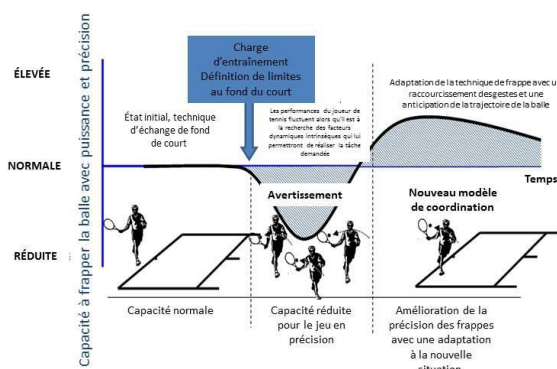 Capacité à frapper la balle avec puissance et précision
ÉLEVÉE
NORMALE
RÉDUITE
Charge
d'entraînement
Définition de limites
au fond du court
État initial, technique
d'échange de fond
de court
Les performances du joueur de
tennis fluctuent alors qu'il est à
la recherche des facteurs
dynamiques intrinsèques qui lui
permettront de réaliser la tâche
demandée
Adaptation de la technique de frappe avec u
raccourcissement desgestes et une
anticipation de la trajectoire de la balle
Temps
Avertissement
Nouveau modèle
de coordination
Capacité normale
Capacité réduite
pour le jeu en
précision
Amélioration de la
précision des frappes
avec une adaptation
à la nouvelle
situation